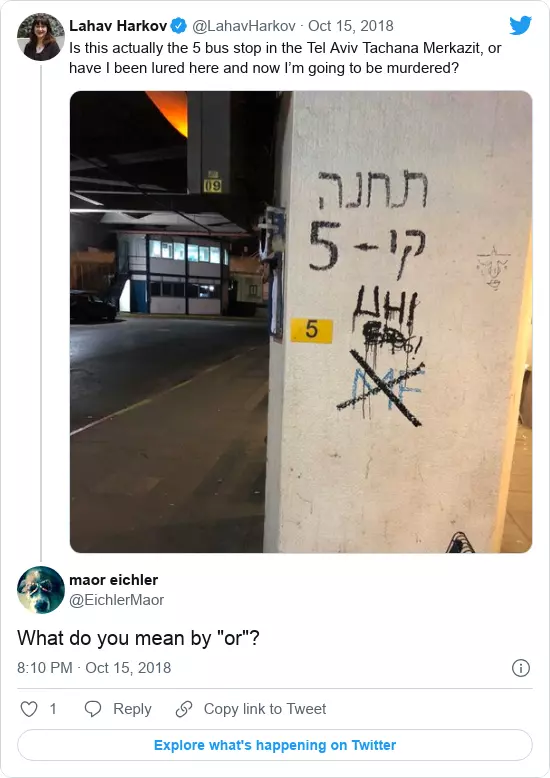 Lahav Harkov @LahavHarkov · Oct 15, 2018
Is this actually the 5 bus stop in the Tel Aviv Tachana Merkazit, or
have I been lured here and now I’m going to be murdered?
09
תחנה
קו - 5
5
maor eichler
@EichlerMaor
What do you mean by "or"?
8:10 PM · Oct 15, 2018
1 Reply Copy link to Tweet
Explore what's happening on Twitter